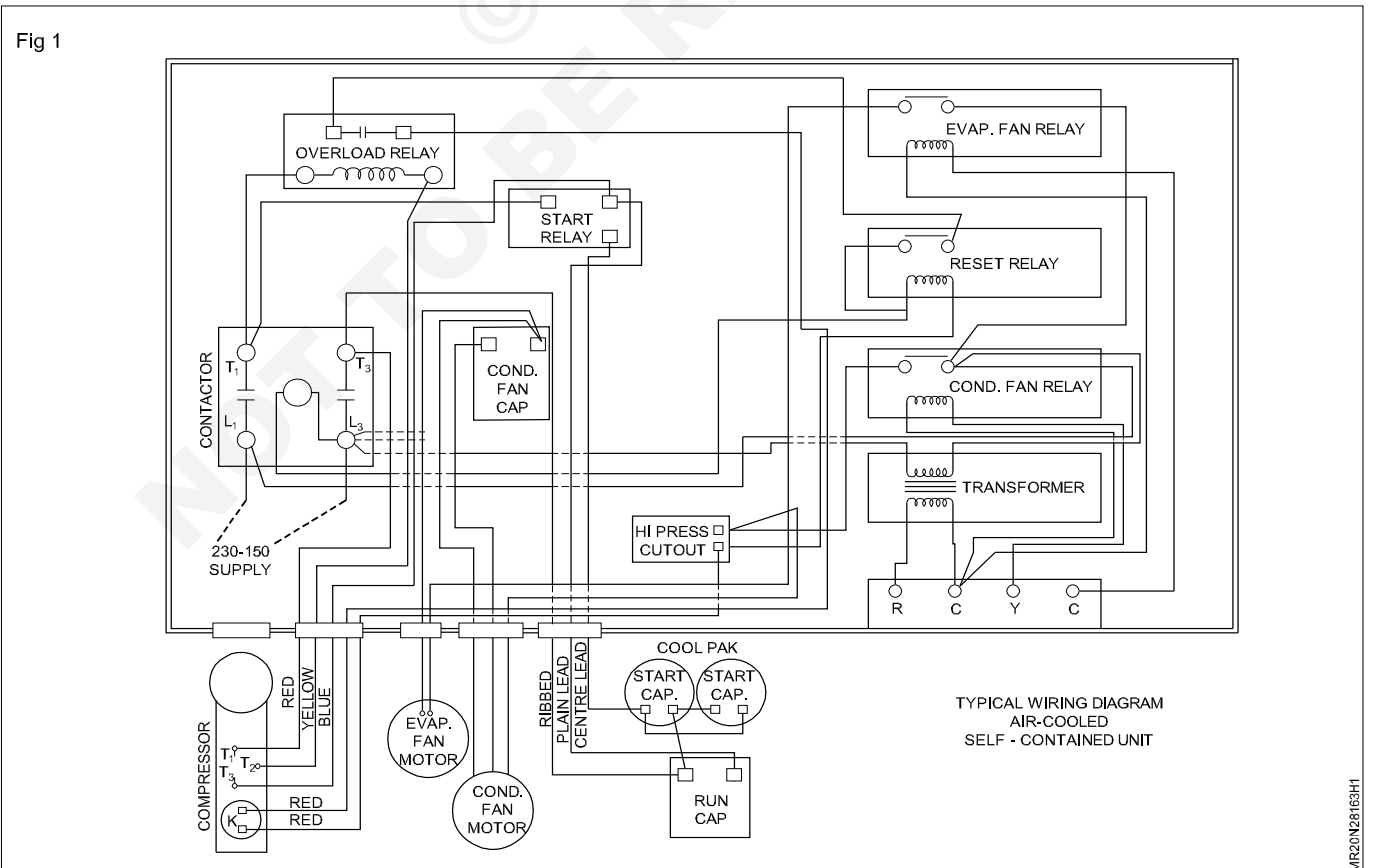 Fig 1
©
NOT TO BE R
OVERLOAD RELAY
EVAP. FAN RELAY
START
RELAY
RESET RELAY
CONTACTOR
T1
T3
L1
L3
COND.
FAN
CAP
COND. FAN RELAY
TRANSFORMER
HI PRESS
CUTOUT
230-150
SUPPLY
R
C
Y
C
RED
YELLOW
BLUE
RIBBED
PLAIN LEAD
CENTRE LEAD
COOL PAK
START
CAP.
START
CAP.
COMPRESSOR
T1
T2
T3
K
RED
RED
EVAP.
FAN
MOTOR
COND.
FAN
MOTOR
RUN
CAP
TYPICAL WIRING DIAGRAM
AIR-COOLED
SELF - CONTAINED UNIT
MR20N28163H1